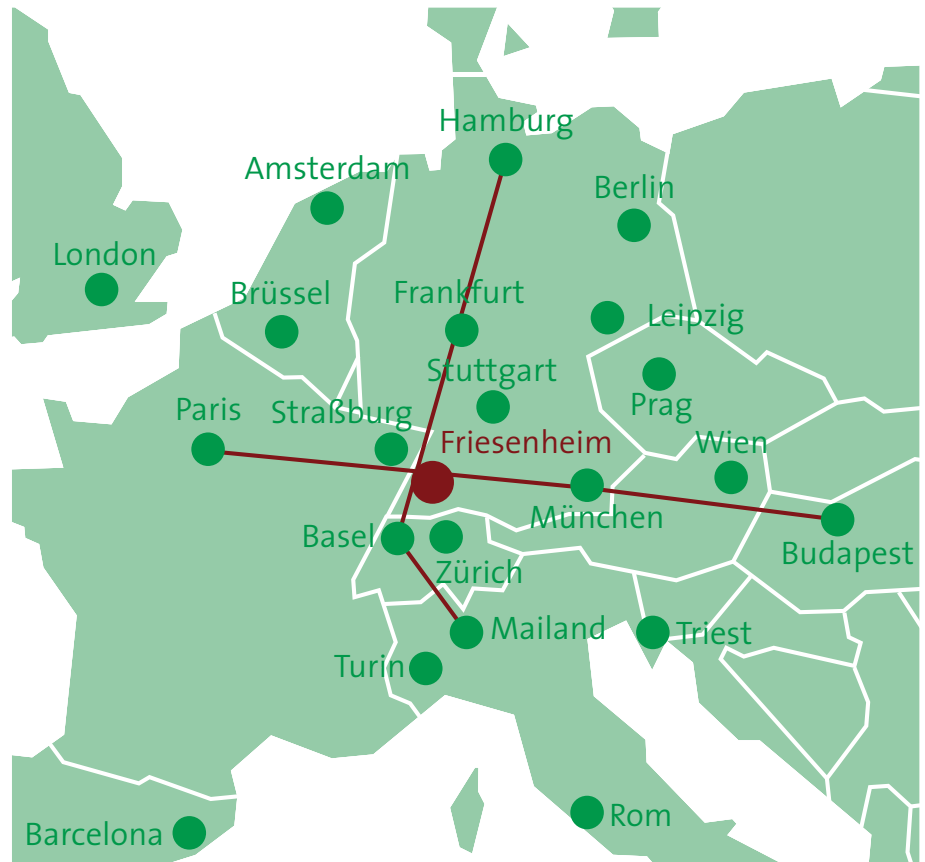 Hamburg
Amsterdam
Berlin
London
Brüssel
Frankfurt
Leipzig
Stuttgart
Prag
Paris
Straßburg
Friesenheim
Wien
München
Basel
Budapest
Zürich
Mailand
Triest
Turin
Rom
Barcelona